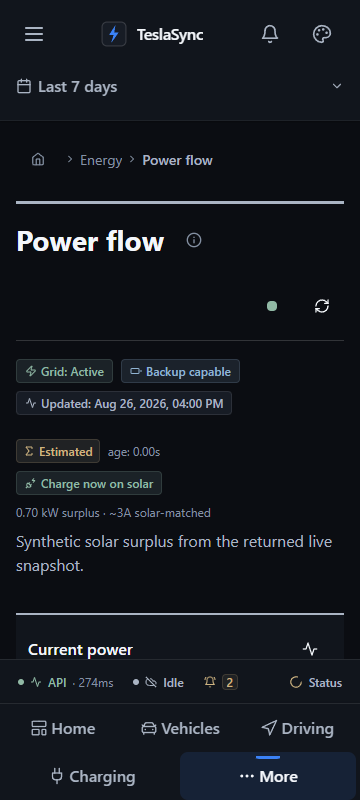 TeslaSync
Last 7 days
Energy > Power flow
Power flow
Grid: Active
Backup capable
Updated: Aug 26, 2026, 04:00 PM
Estimated
age: 0.00s
Charge now on solar
0.70 kW surplus · ~3A solar-matched
Synthetic solar surplus from the returned live
snapshot.
Current power
API · 274ms
Idle
2
Status
Home
Vehicles
Driving
Charging
More